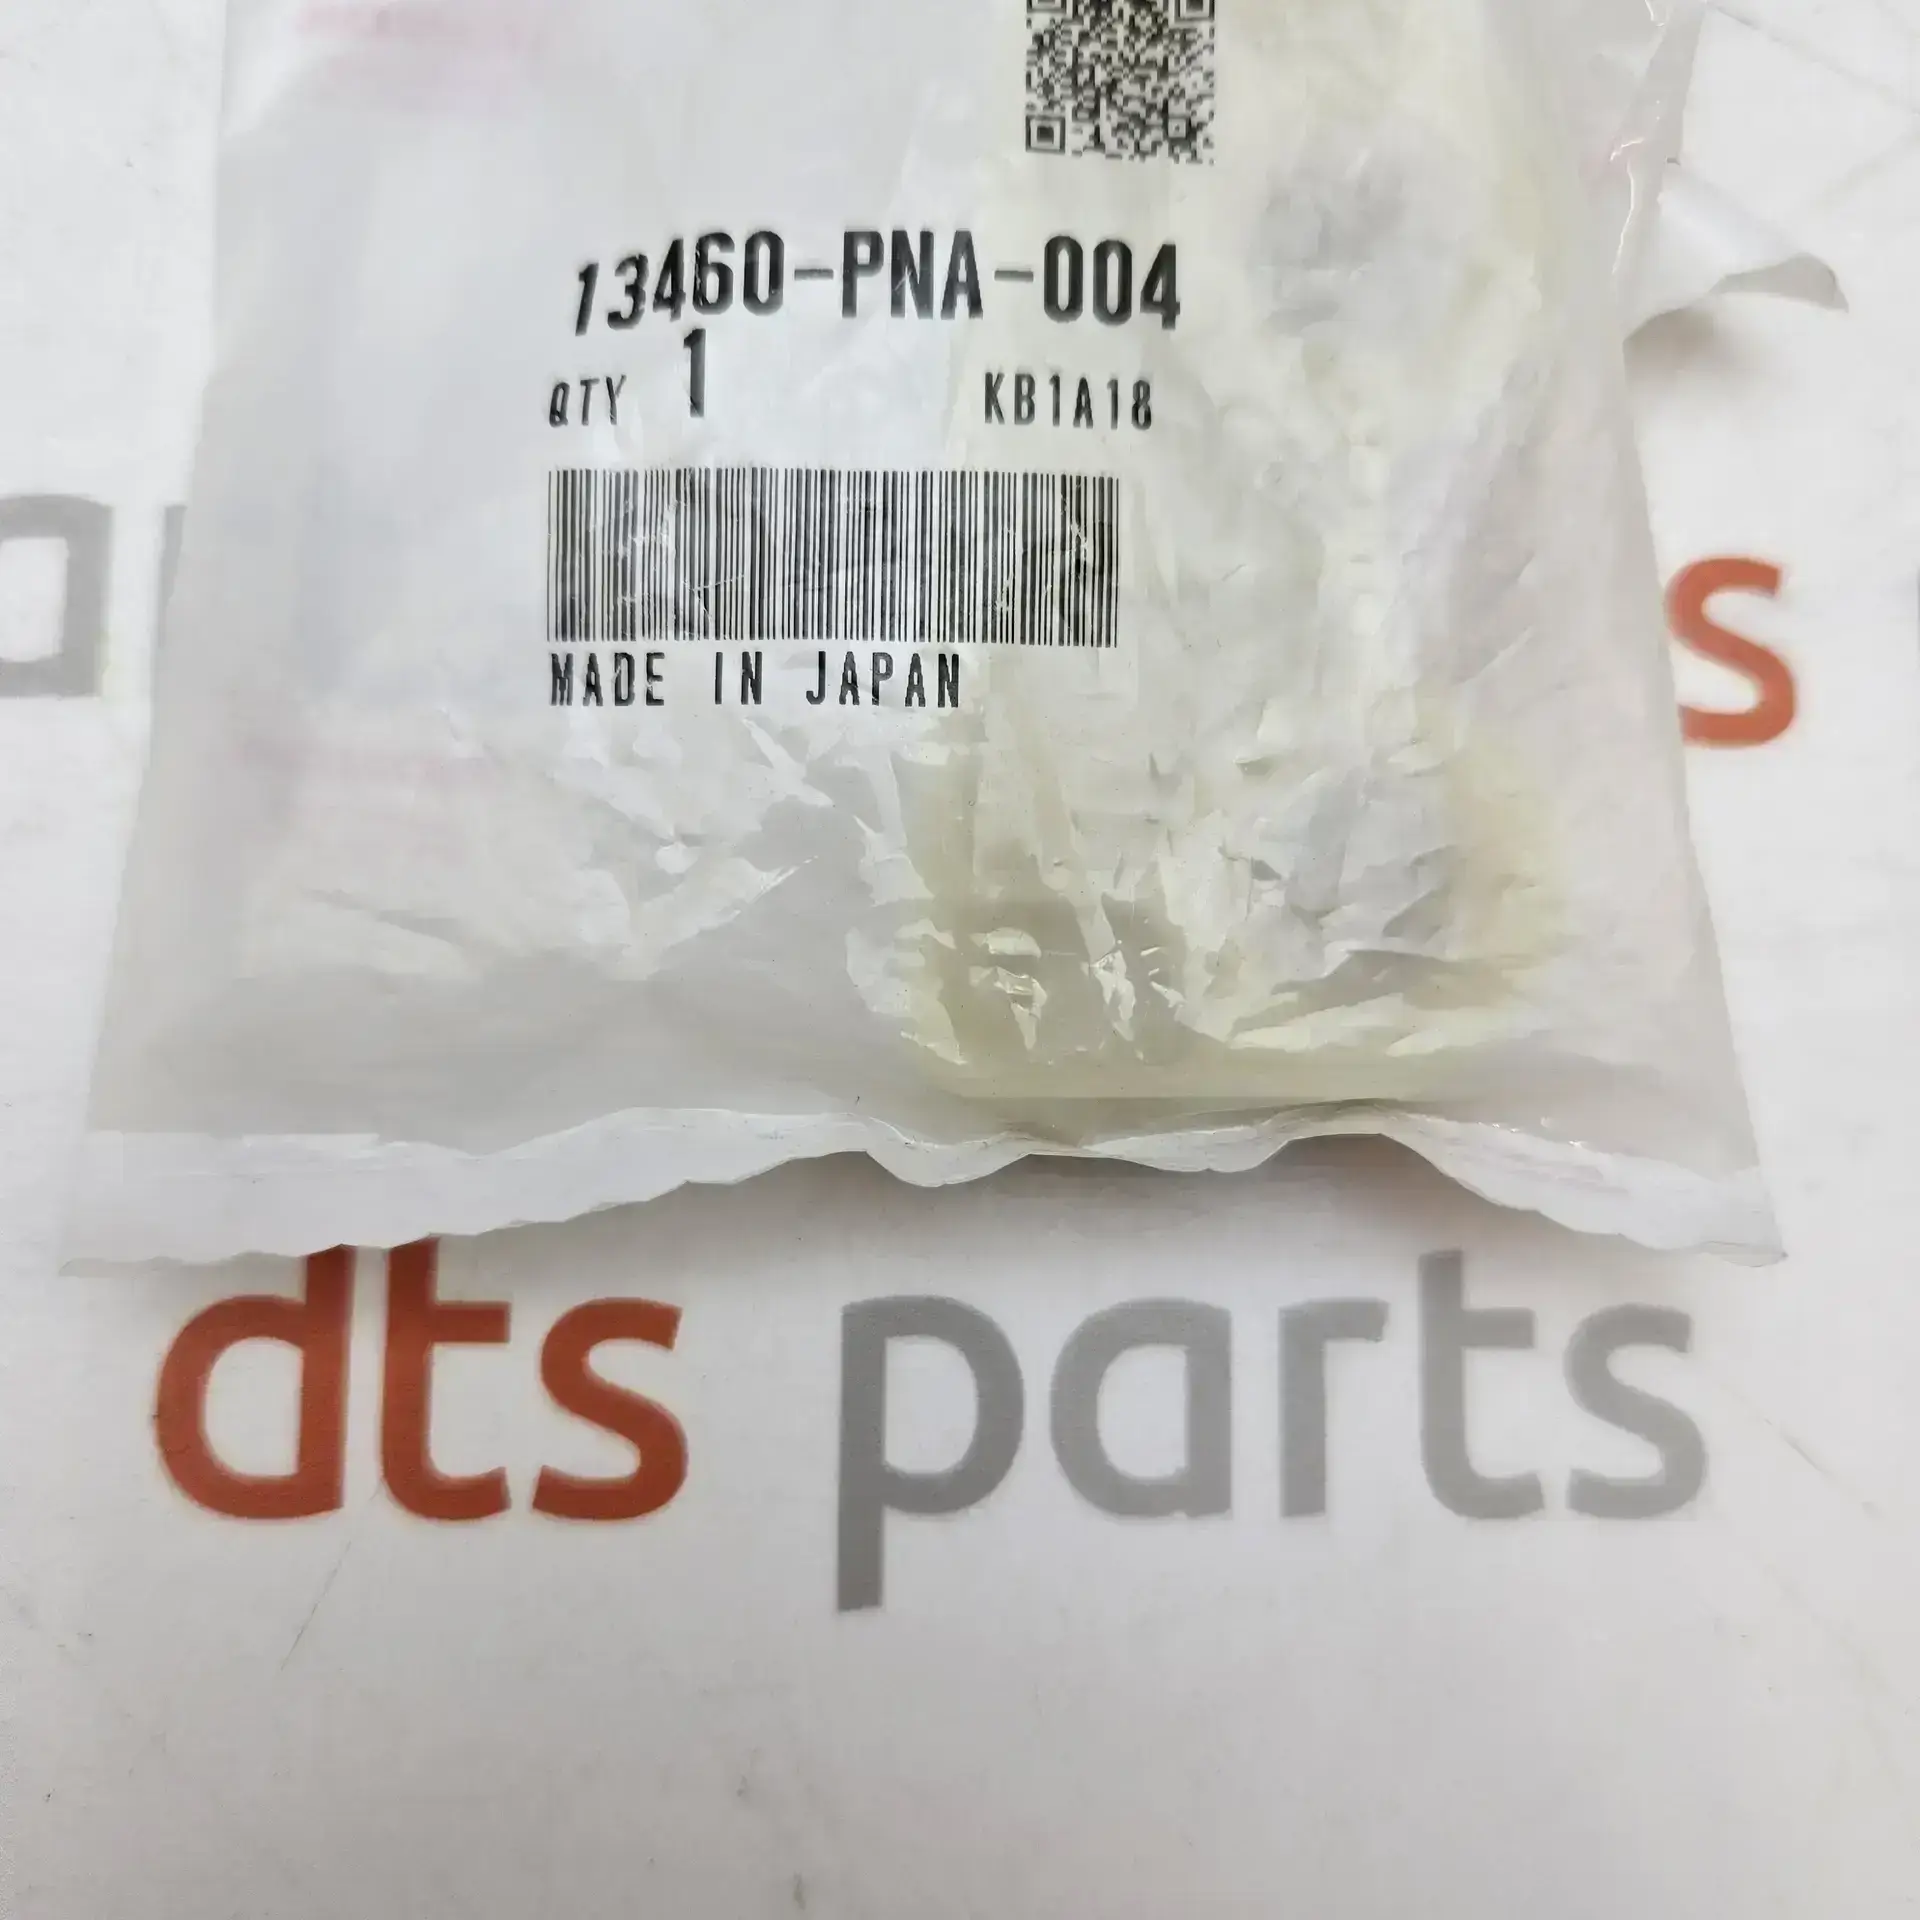 13460-PNA-004
QTY 1 KB1A18
MADE IN JAPAN
s
dts parts